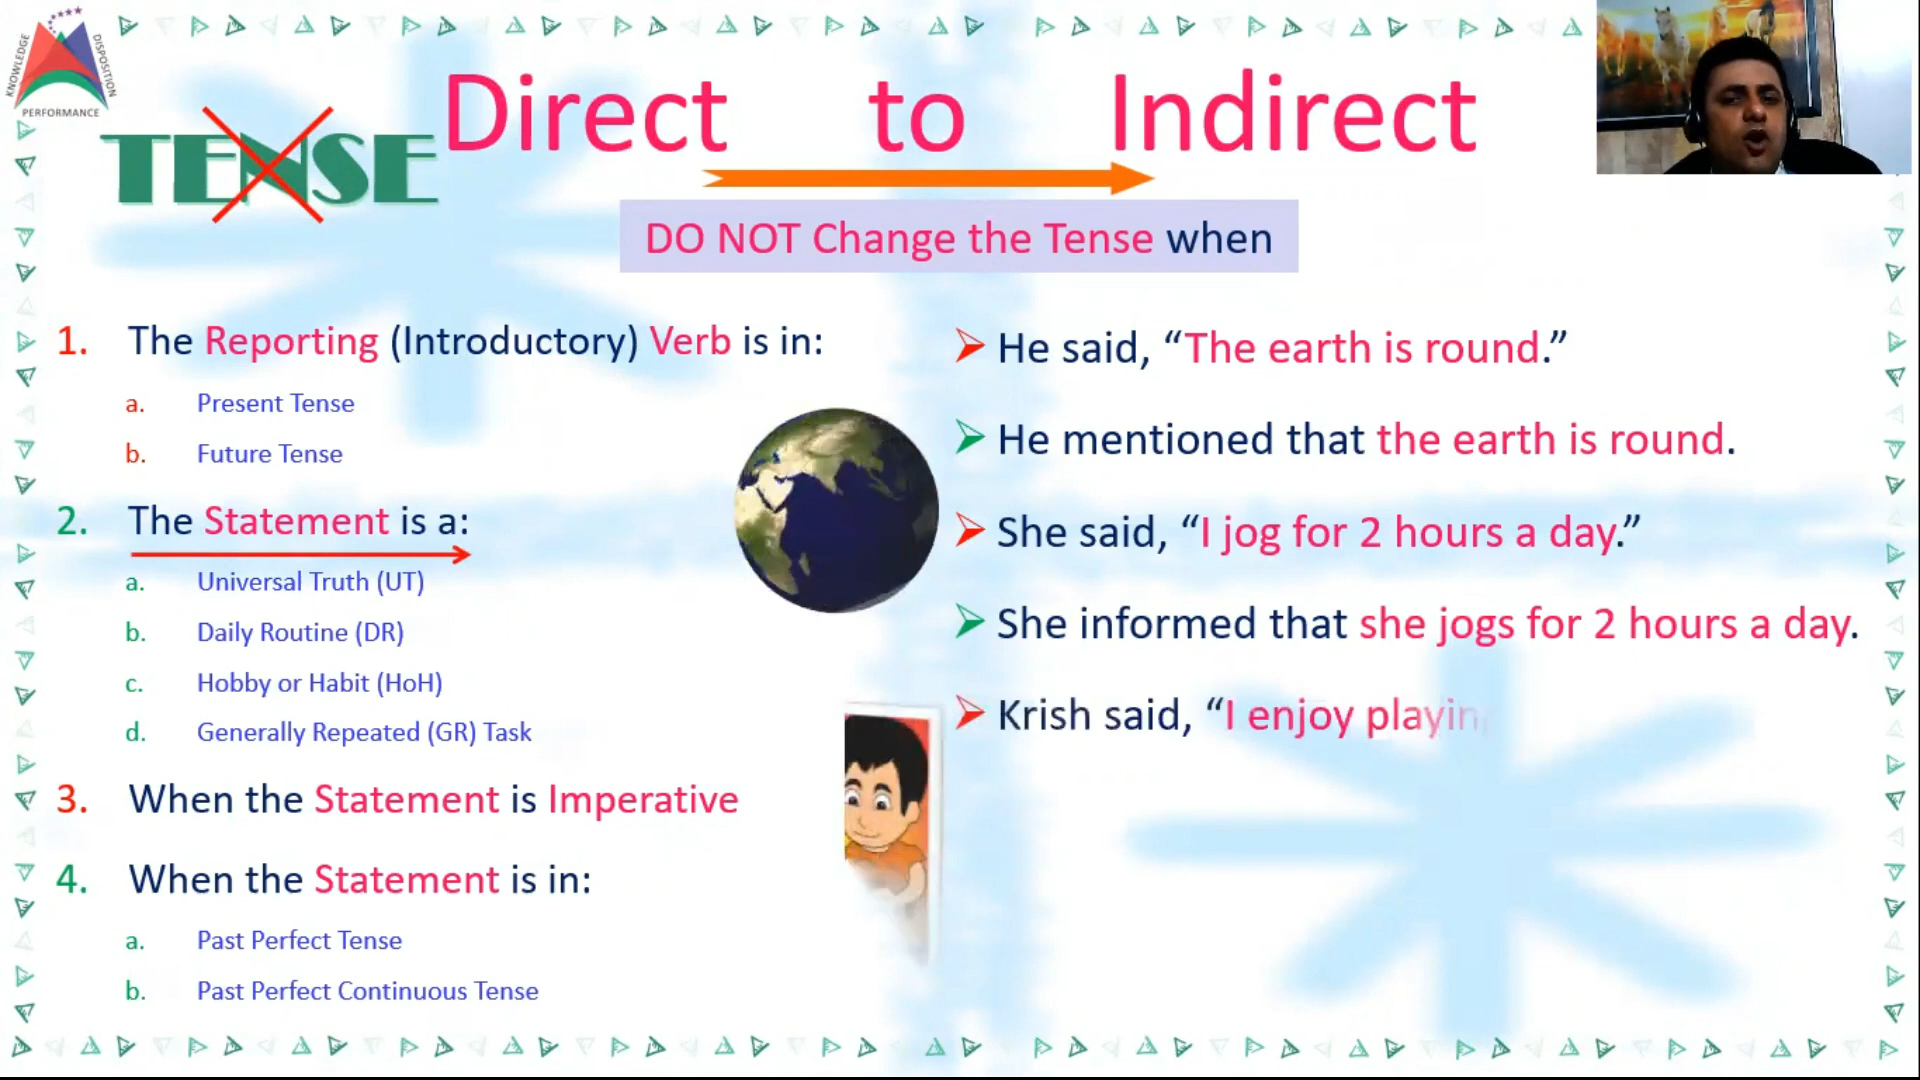 KNOWLEDGE
DISPOSITION
PERFORMANCE
TENSE
Direct to Indirect
DO NOT Change the Tense when
1. The Reporting (Introductory) Verb is in:
a. Present Tense
b. Future Tense
2. The Statement is a:
a. Universal Truth (UT)
b. Daily Routine (DR)
c. Hobby or Habit (HoH)
d. Generally Repeated (GR) Task
3. When the Statement is Imperative
4. When the Statement is in:
a. Past Perfect Tense
b. Past Perfect Continuous Tense
He said, “The earth is round.”
He mentioned that the earth is round.
She said, “I jog for 2 hours a day.”
She informed that she jogs for 2 hours a day.
Krish said, “I enjoy playin